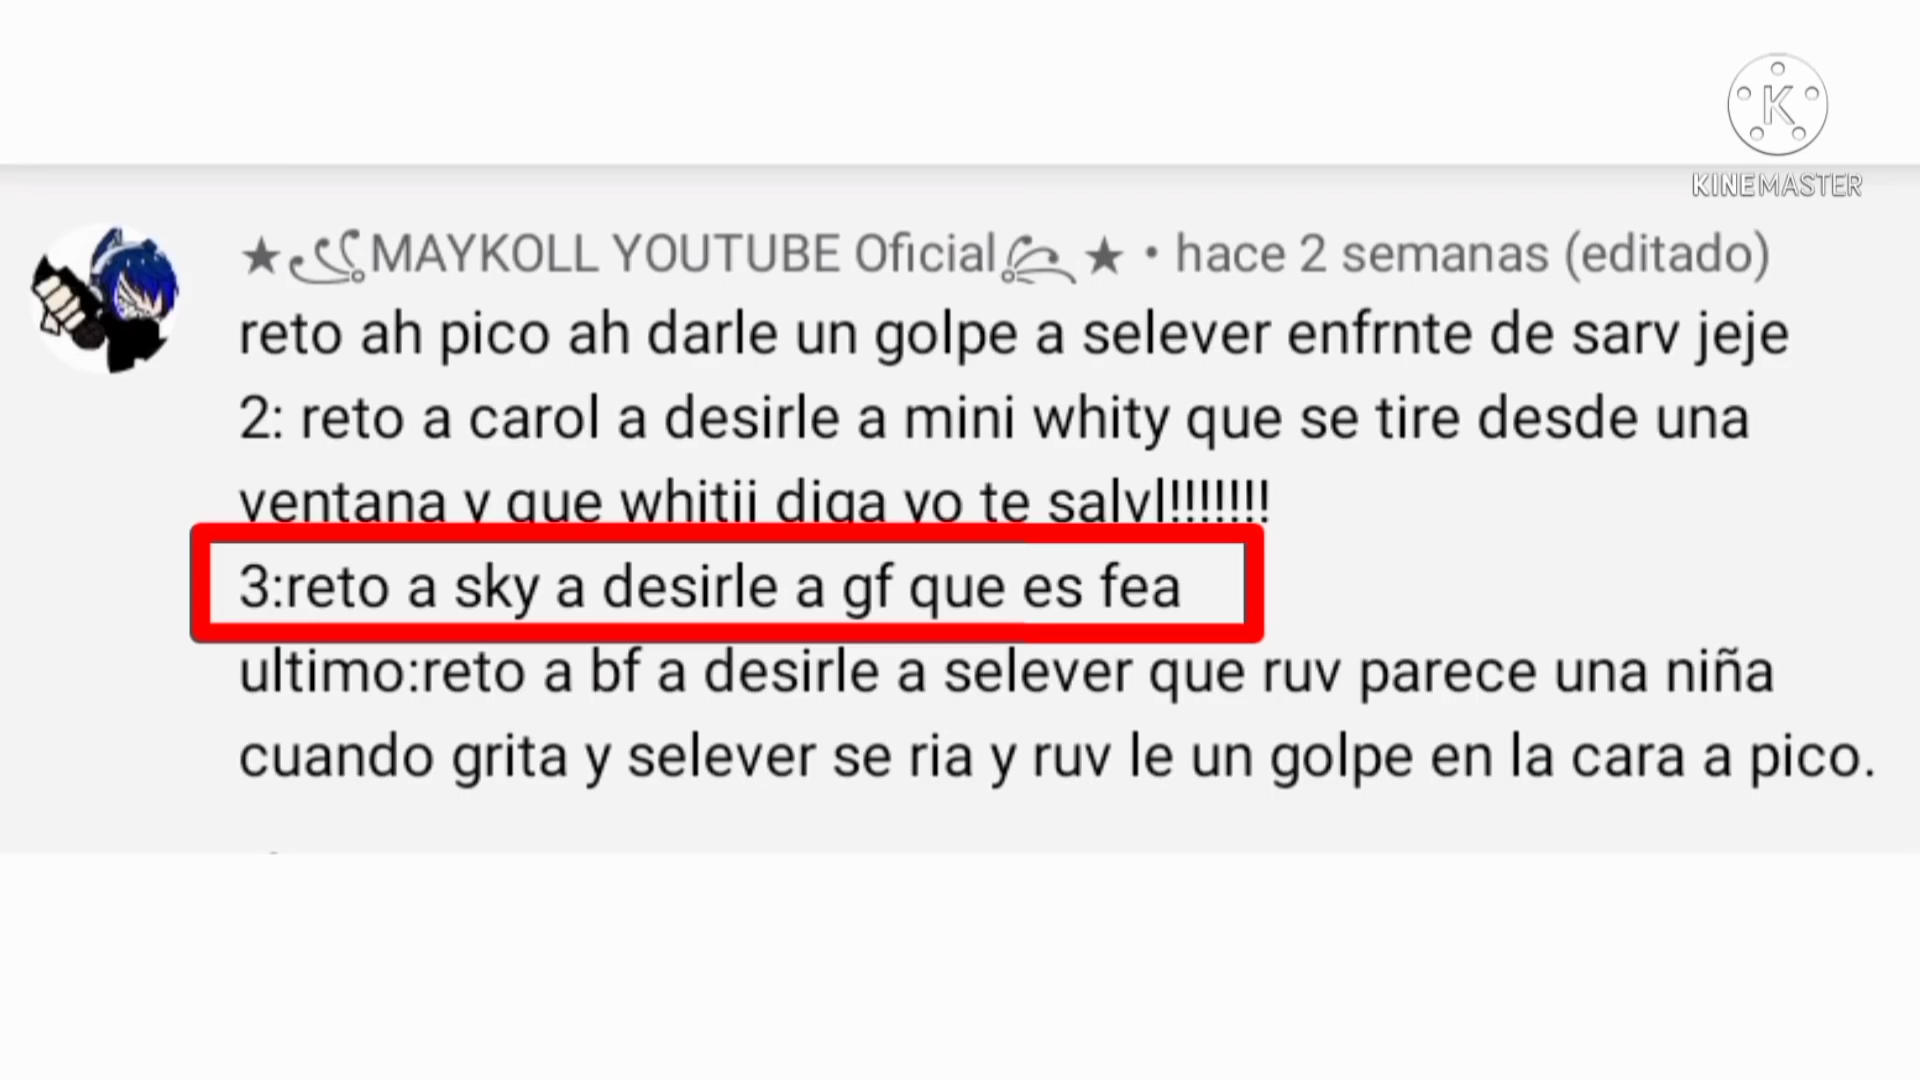 K
KINEMASTER
★MAYKOLL YOUTUBE Oficial★ • hace 2 semanas (editado)
reto ah pico ah darle un golpe a selever enfrnte de sarv jeje
2: reto a carol a desirle a mini whity que se tire desde una
ventana y que whitii diga yo te salvl!!!!!!!
3:reto a sky a desirle a gf que es fea
ultimo:reto a bf a desirle a selever que ruv parece una niña
cuando grita y selever se ria y ruv le un golpe en la cara a pico.